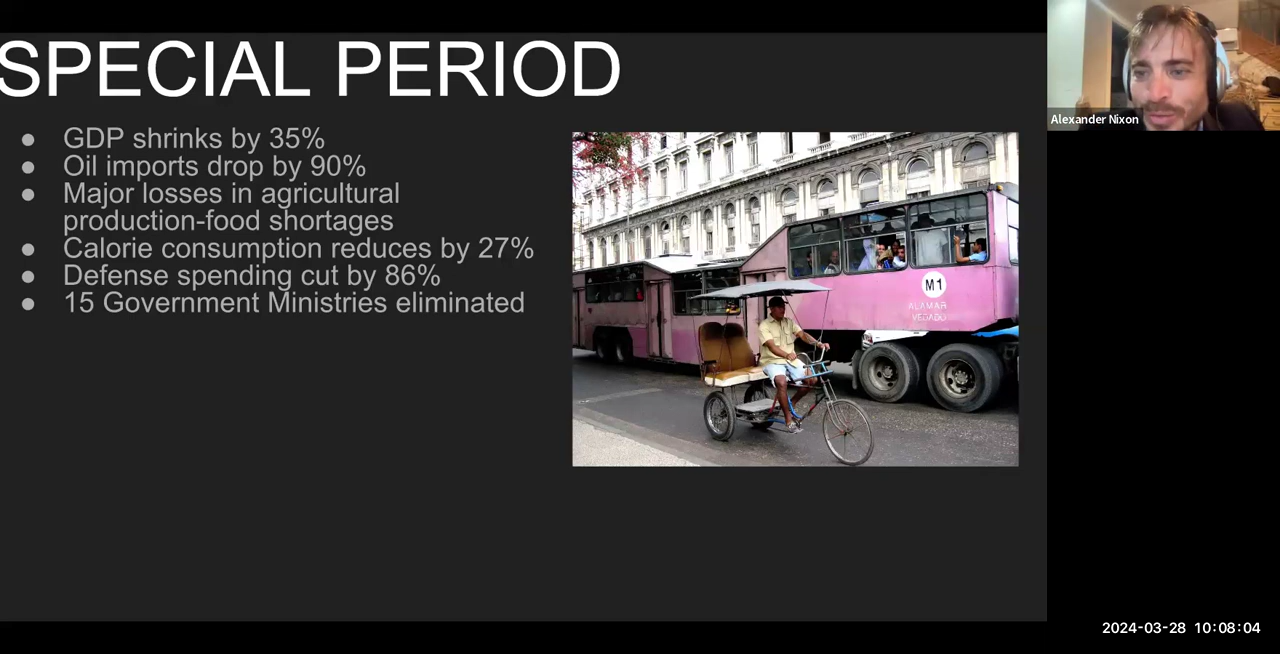 SPECIAL PERIOD
● GDP shrinks by 35%
● Oil imports drop by 90%
● Major losses in agricultural
production-food shortages
● Calorie consumption reduces by 27%
● Defense spending cut by 86%
● 15 Government Ministries eliminated
M1
ALAMAR
VEDADO
Alexander Nixon
2024-03-28 10:08:04